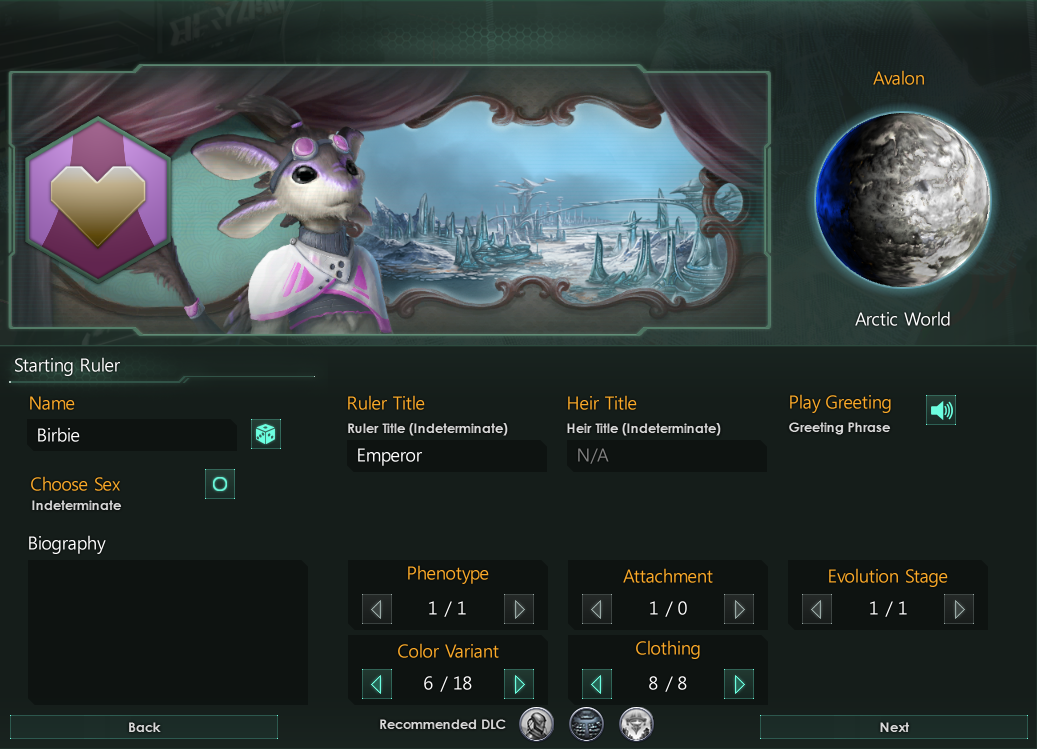 Avalon
Arctic World
Starting Ruler
Name
Birbie
Ruler Title
Ruler Title (Indeterminate)
Emperor
Heir Title
Heir Title (Indeterminate)
N/A
Play Greeting
Greeting Phrase
Choose Sex
Indeterminate
Biography
Phenotype
1 / 1
Attachment
1 / 0
Evolution Stage
1 / 1
Color Variant
6 / 18
Clothing
8 / 8
Back
Recommended DLC
Next